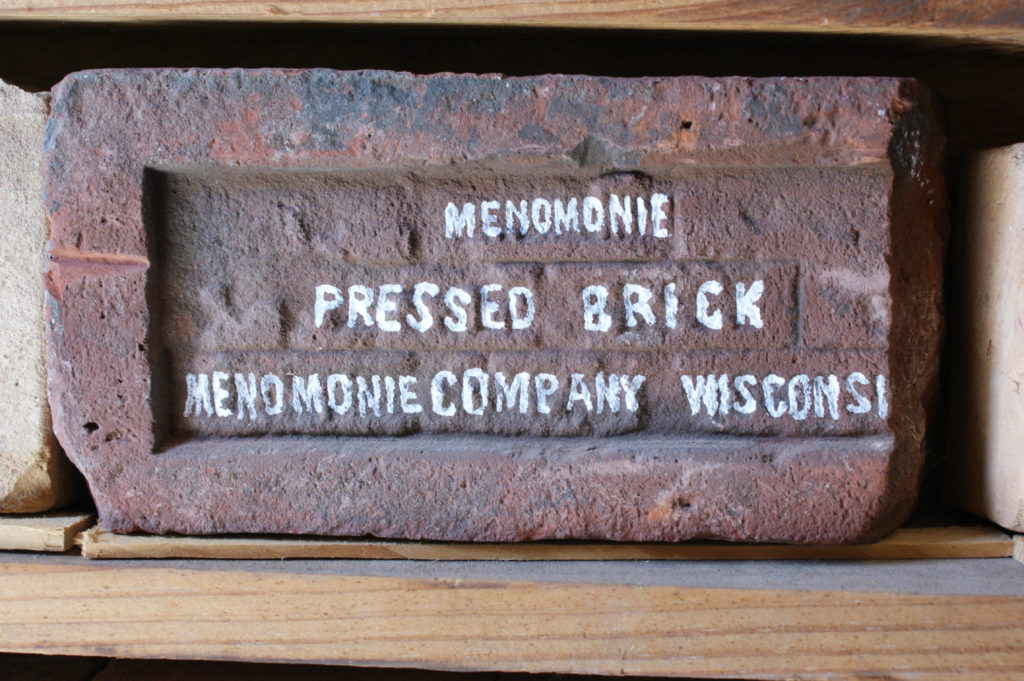 MENOMONIE
PRESSED BRICK
MENOMONIE COMPANY WISCONSI